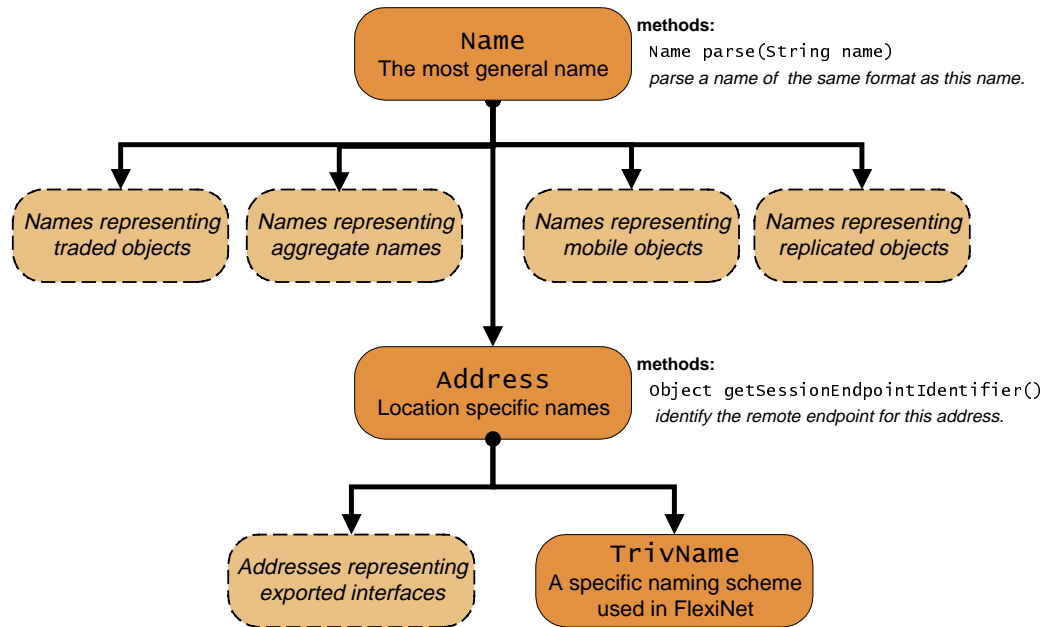 Name
The most general name
methods:
Name parse(String name)
parse a name of the same format as this name.
Names representing
traded objects
Names representing
aggregate names
Names representing
mobile objects
Names representing
replicated objects
Address
Location specific names
methods:
Object getSessionEndpointIdentifier()
identify the remote endpoint for this address.
Addresses representing
exported interfaces
TrivName
A specific naming scheme
used in FlexiNet